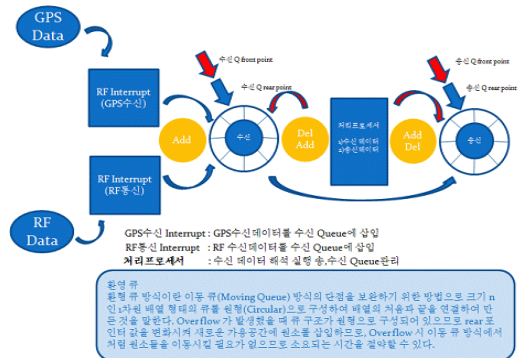 GPS
Data
RF Interrupt
(GPS수신)
RF Interrupt
(RF통신)
RF
Data
수신 Q front point
수신 Q rear point
Add
수신
Del
Add
처리프로세서
1)수신 데이터
2)송신데이터
Add
Del
송신 Q front point
송신 Q rear point
송신
GPS수신 Interrupt : GPS수신데이터를 수신 Queue에 삽입
RF통신 Interrupt : RF 수신데이터를 수신 Queue에 삽입
처리프로세서 : 수신 데이터 해석 실행 송,수신 Queue관리
환영 큐
환형 큐 방식이란 이동 큐(Moving Queue) 방식의 단점을 보완하기 위한 방법으로 크기 n
인 1차원 배열 형태의 큐를 원형(Circular)으로 구성하여 배열의 처음과 끝을 연결하여 만
든 것을 말한다. Overflow가 발생했을 때 큐 구조가 원형으로 구성되어 있으므로 rear 포
인터 값을 변화시켜 새로운 가용공간에 원소를 삽입하므로, Overflow 시 이동 큐 방식에서
처럼 원소들을 이동시킬 필요가 없으므로 소요되는 시간을 절약할 수 있다.